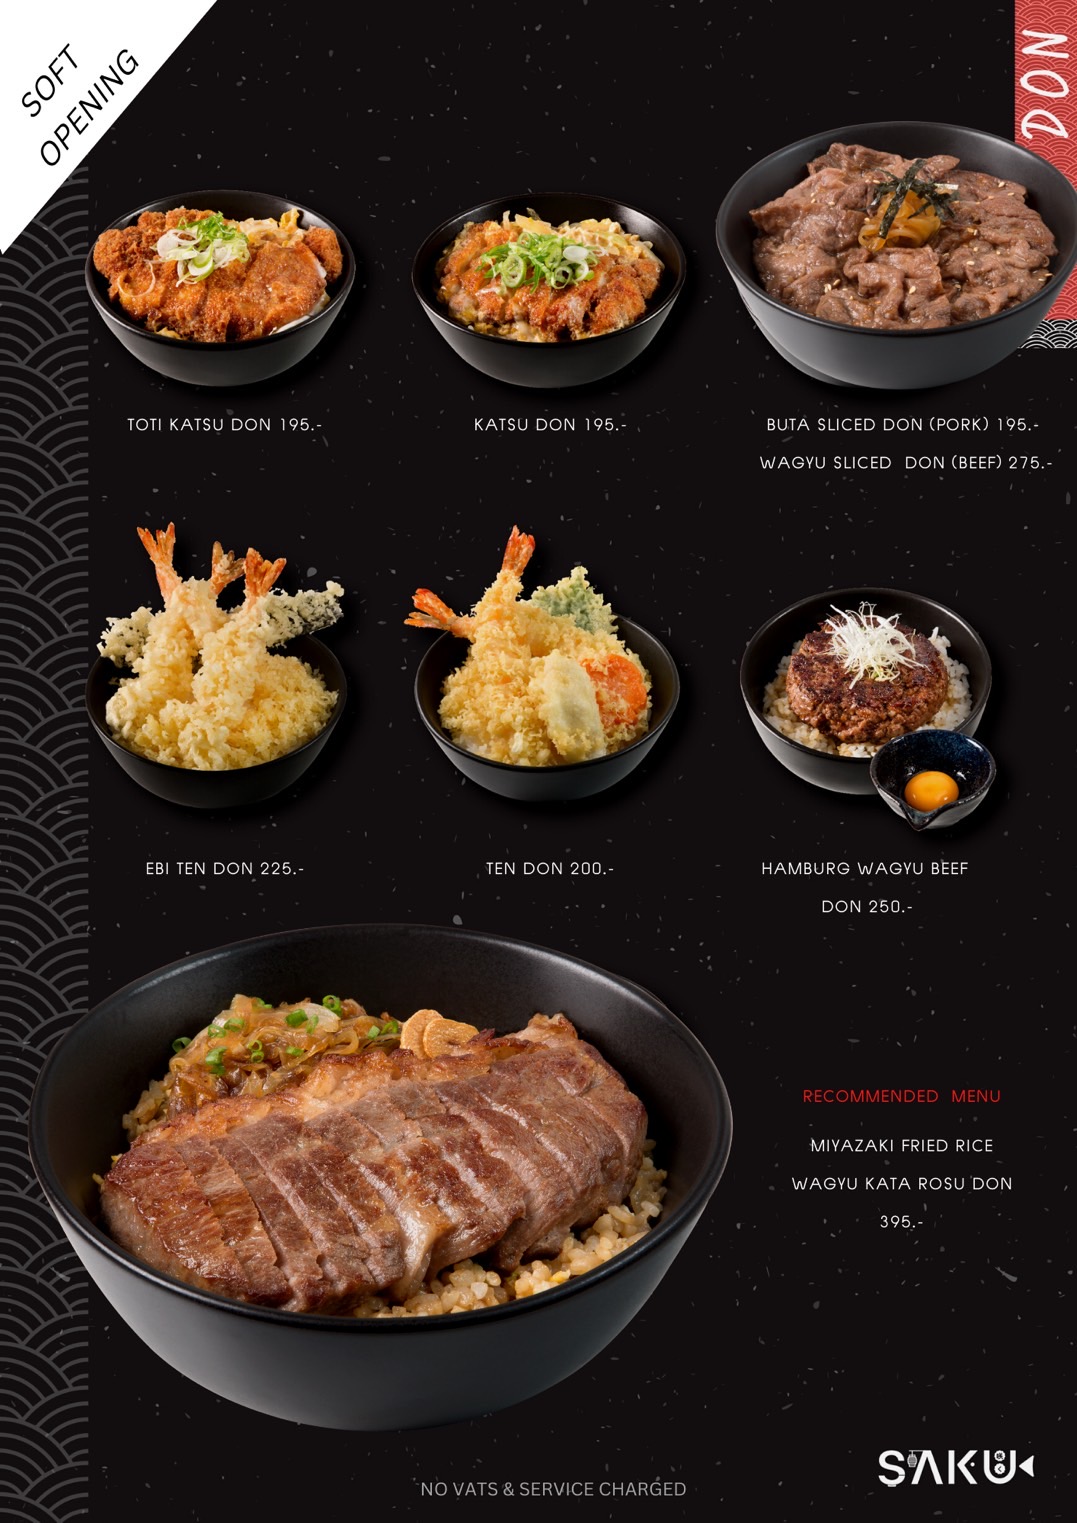 SOFT
OPENING
DON
TOTI KATSU DON 195.-
KATSU DON 195.-
BUTA SLICED DON (PORK) 195.-
WAGYU SLICED DON (BEEF) 275.-
EBI TEN DON 225.-
TEN DON 200.-
HAMBURG WAGYU BEEF
DON 250.-
RECOMMENDED MENU
MIYAZAKI FRIED RICE
WAGYU KATA ROSU DON
395.-
SAKU
NO VATS & SERVICE CHARGED